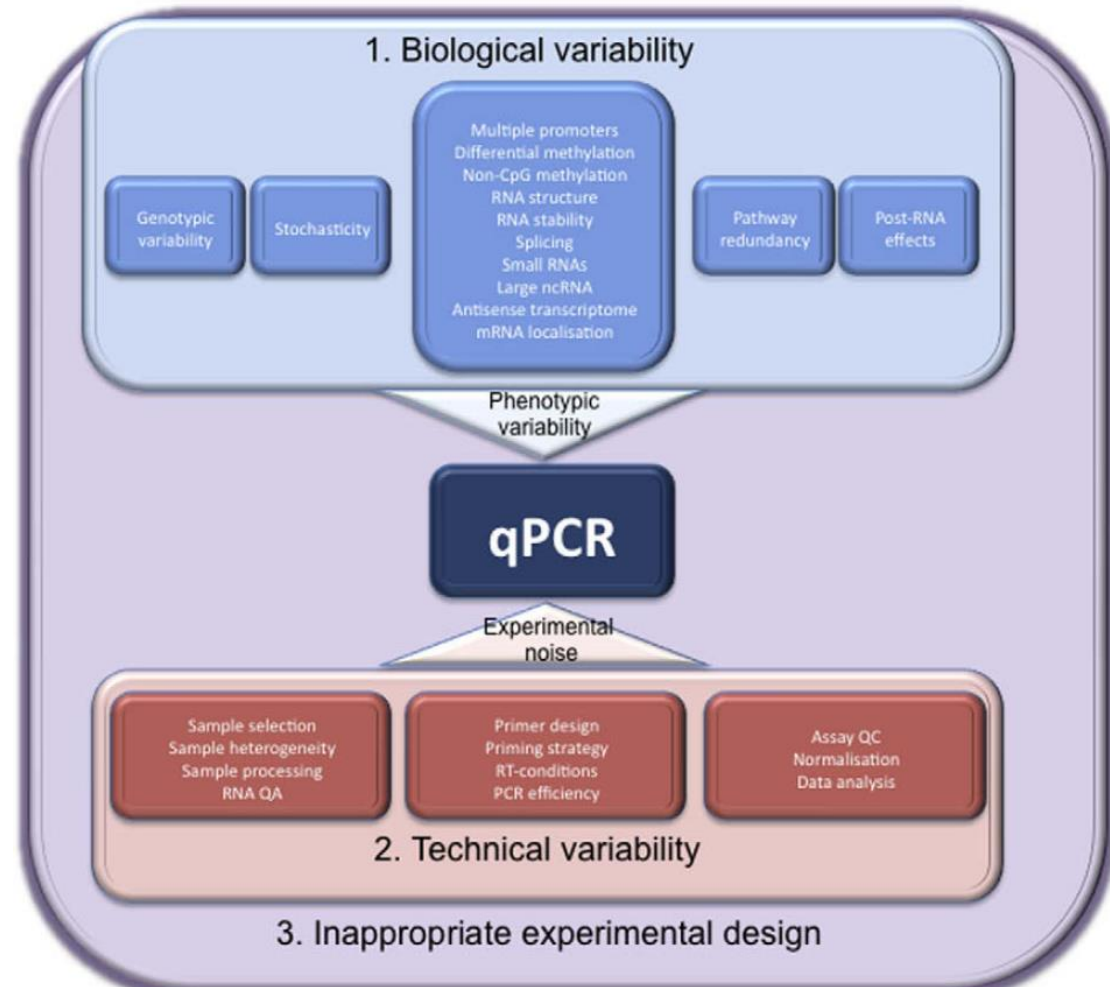 1. Biological variability
Genotypic
variability
Stochasticity
Multiple promoters
Differential methylation
Non-CpG methylation
RNA structure
RNA stability
Splicing
Small RNAs
Large ncRNA
Antisense transcriptome
mRNA localisation
Pathway
redundancy
Post-RNA
effects
Phenotypic
variability
qPCR
Experimental
noise
Sample selection
Sample heterogeneity
Sample processing
RNA QA
Primer design
Priming strategy
RT-conditions
PCR efficiency
Assay QC
Normalisation
Data analysis
2. Technical variability
3. Inappropriate experimental design